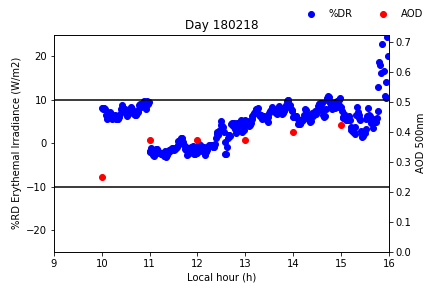 %DR AOD
Day 180218
%RD Erythemal Irradiance (W/m2)
20
10
0
−10
−20
0.7
0.6
0.5
0.4
0.3
0.2
0.1
0.0
AOD 500nm
9 10 11 12 13 14 15 16
Local hour (h)